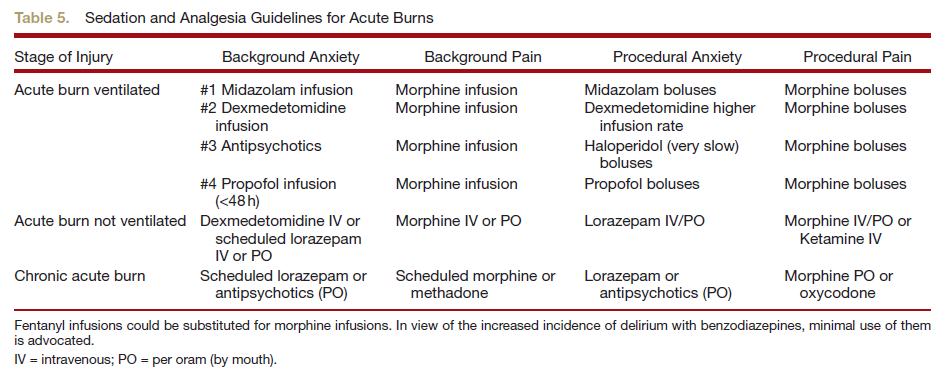 Table 5. Sedation and Analgesia Guidelines for Acute Burns
Stage of Injury Background Anxiety Background Pain Procedural Anxiety Procedural Pain
Acute burn ventilated #1 Midazolam infusion Morphine infusion Midazolam boluses Morphine boluses
#2 Dexmedetomidine Morphine infusion Dexmedetomidine higher Morphine boluses
infusion infusion rate
#3 Antipsychotics Morphine infusion Haloperidol (very slow) Morphine boluses
boluses
#4 Propofol infusion Morphine infusion Propofol boluses Morphine boluses
(<48 h)
Acute burn not ventilated Dexmedetomidine IV or Morphine IV or PO Lorazepam IV/PO Morphine IV/PO or
scheduled lorazepam Ketamine IV
IV or PO
Chronic acute burn Scheduled lorazepam or Scheduled morphine or Lorazepam or Morphine PO or
antipsychotics (PO) methadone antipsychotics (PO) oxycodone
Fentanyl infusions could be substituted for morphine infusions. In view of the increased incidence of delirium with benzodiazepines, minimal use of them
is advocated.
IV = intravenous; PO = per oram (by mouth).